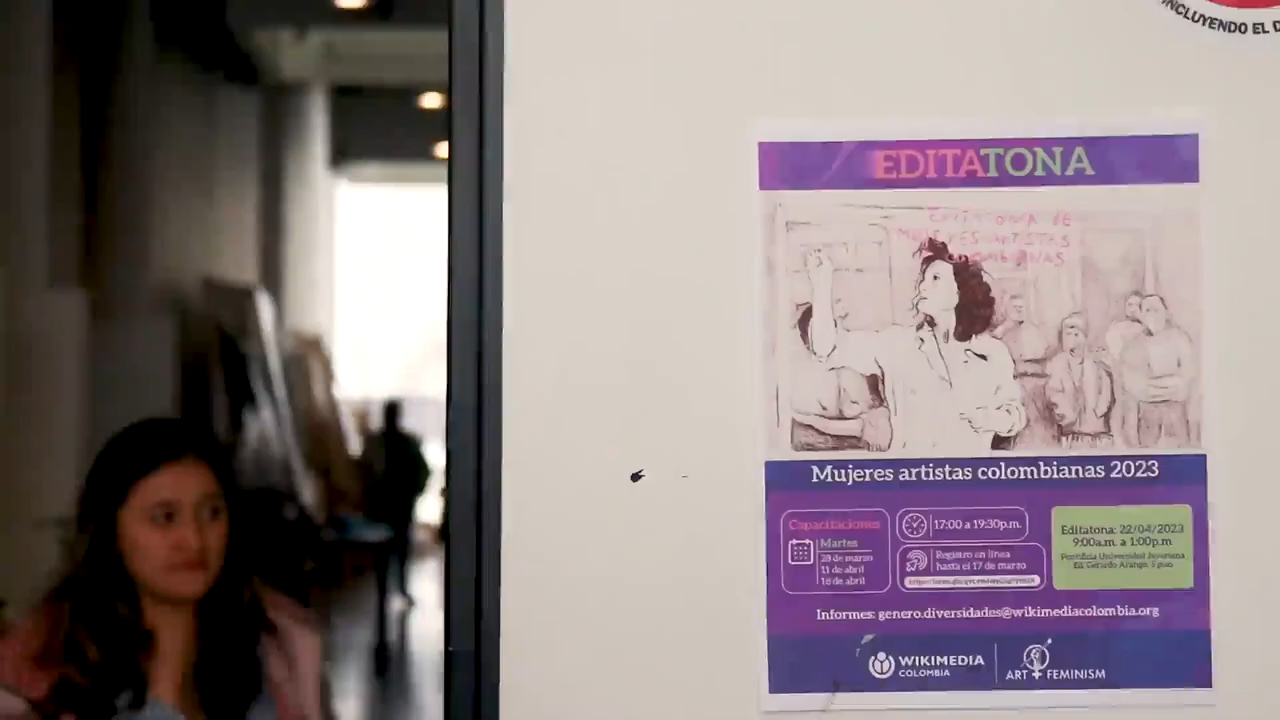 INCLUYENDO EL
EDITATONA
EDITATONA DE
MUJERES ARTISTAS
COLOMBIANAS
Mujeres artistas colombianas 2023
Capacitaciones
Martes
28 de marzo
11 de abril
18 de abril
17:00 a 19:30p.m.
Registro en línea
hasta el 17 de marzo
Editatona: 22/04/2023
9:00a.m. a 1:00p.m
Pontificia Universidad Javeriana
Ed. Gerardo Arango, 5 piso
Informes: genero.diversidades@wikimediacolombia.org
WIKIMEDIA
COLOMBIA
ART FEMINISM